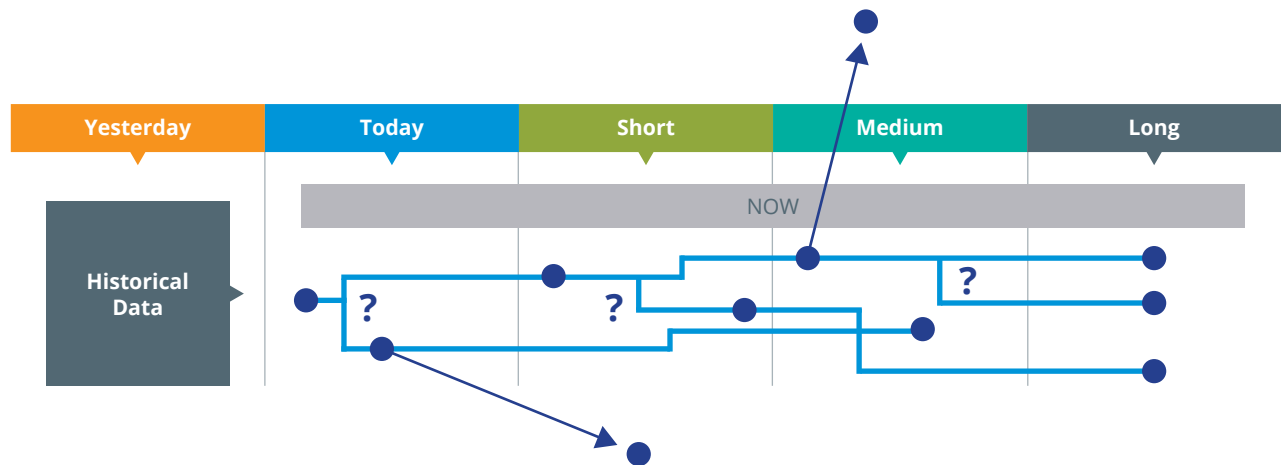 Yesterday
Today
Short
Medium
Long
NOW
Historical
Data
?
?
?